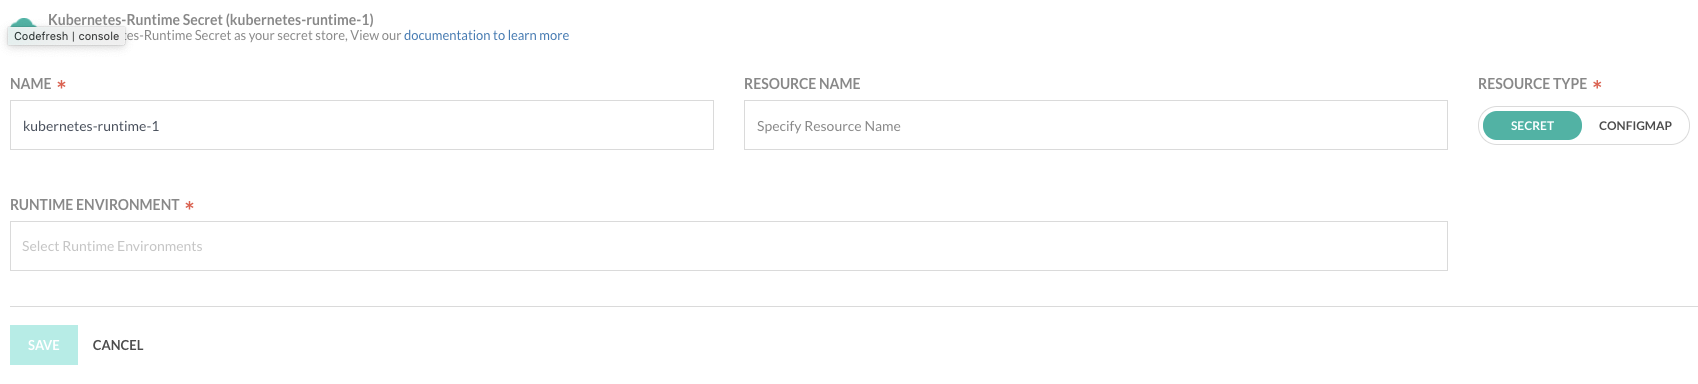 Kubernetes-Runtime Secret (kubernetes-runtime-1)
es-Runtime Secret as your secret store, View our documentation to learn more
Codefresh | console
NAME *
RESOURCE NAME
RESOURCE TYPE *
kubernetes-runtime-1
Specify Resource Name
SECRET
CONFIGMAP
RUNTIME ENVIRONMENT *
Select Runtime Environments
SAVE
CANCEL